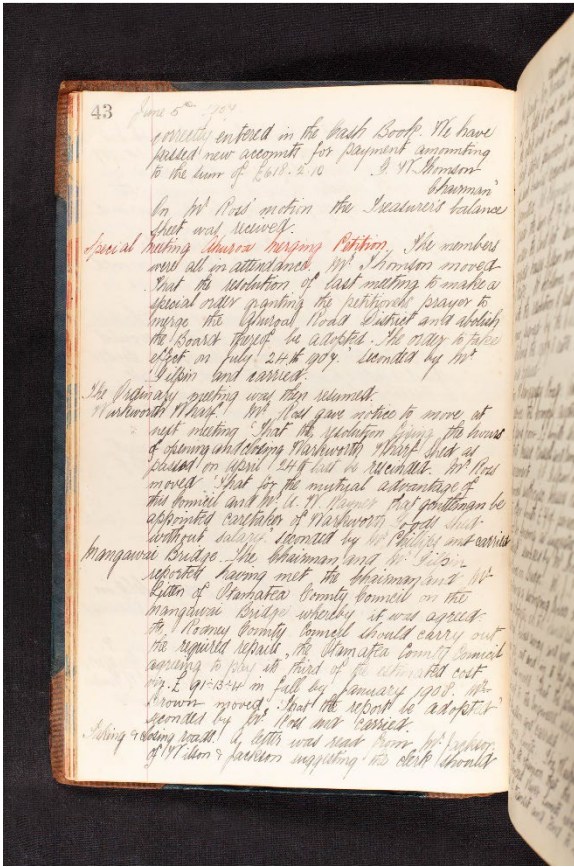 43 June 5th 1907
correctly entered in the Cash Book. We have
passed new accounts for payment amounting
to the sum of £618.2.10 G. W. Thomson
Chairman"
On Mr Ross' motion the Treasurer's balance
sheet was received.
Special Meeting Ahuroa Merging Petition. The members
were all in attendance. Mr Thomson moved
"That the resolution of last meeting to make a
special order granting the petitioners prayer to
merge the Ahuroa Road District and abolish
the Board thereof be adopted. The order to take
effect on July 24th 1907." Seconded by Mr
Gilpin and carried.
The Ordinary meeting was then resumed.
Warkworth Wharf. Mr Ross gave notice to move, at
next meeting "That the resolution fixing the hours
of opening and closing Warkworth Wharf shed as
passed on April 24th last be rescinded. Mr Ross
moved "That for the mutual advantage of
this Council and Mr A. W. that gentleman be
appointed caretaker of Warkworth goods shed
without salary" seconded by Mr Phillips and carried
Mangawai Bridge. The Chairman and Mr Gilpin
reported having met the Chairman and Mr
of Otamatea County Council on the
Mangawai Bridge whereby it was agreed
the Rodney County Council should carry out
the required repairs, the Otamatea County Council
agreeing to pay its third of the estimated cost
viz. £91-13-4 in full by January 1908. Mr
Brown moved "That the report be adopted"
seconded by Mr Ross and carried.
Taking & closing roads. A letter was read from Mr Jackson
of Wilson & Jackson suggesting the clerk should